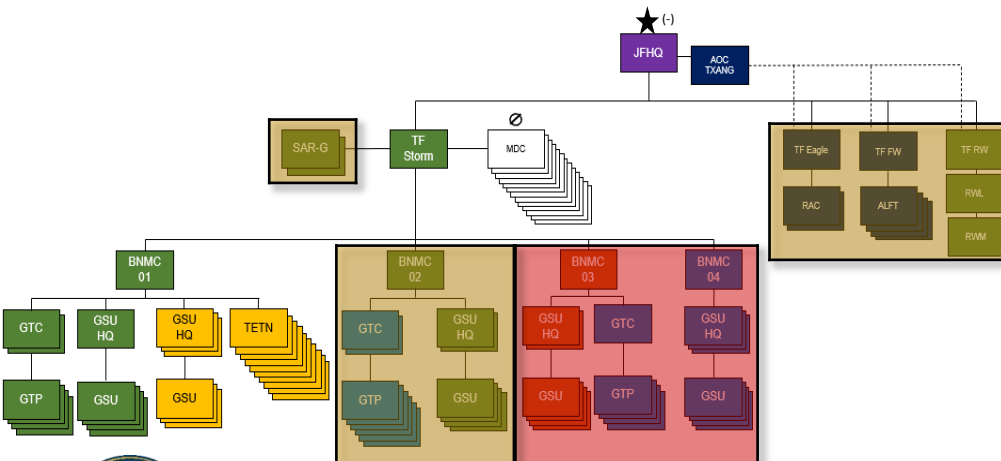 (-)
JFHQ
AOC
TXANG
SAR-G
TF
Storm
MDC
TF Eagle
TF FW
TF RW
RAC
ALFT
RWL
RWM
BNMC
01
BNMC
02
BNMC
03
BNMC
04
GTC
GSU
HQ
GSU
HQ
TETN
GTC
GSU
HQ
GSU
HQ
GTC
GSU
HQ
GTP
GSU
GSU
GTP
GSU
GSU
GTP
GSU